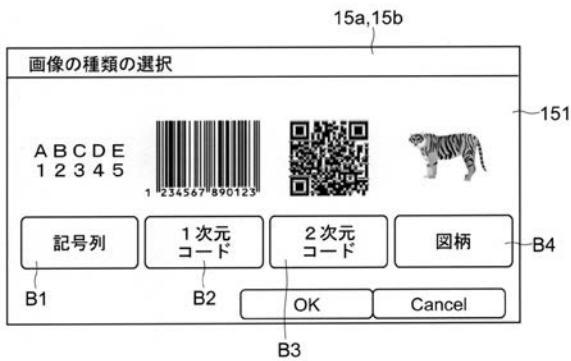 15a,15b
画像の種類の選択
151
ABCDE
12345
1 234567 890123
記号列
1次元
コード
2次元
コード
図柄
B4
B1
B2
OK
Cancel
B3